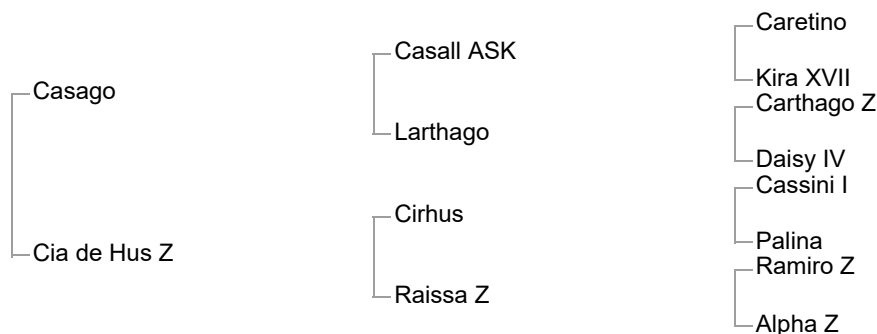 Caretino
Casall ASK
Kira XVII
Casago
Carthago Z
Larthago
Daisy IV
Cassini I
Cirhus
Palina
Cia de Hus Z
Ramiro Z
Raissa Z
Alpha Z